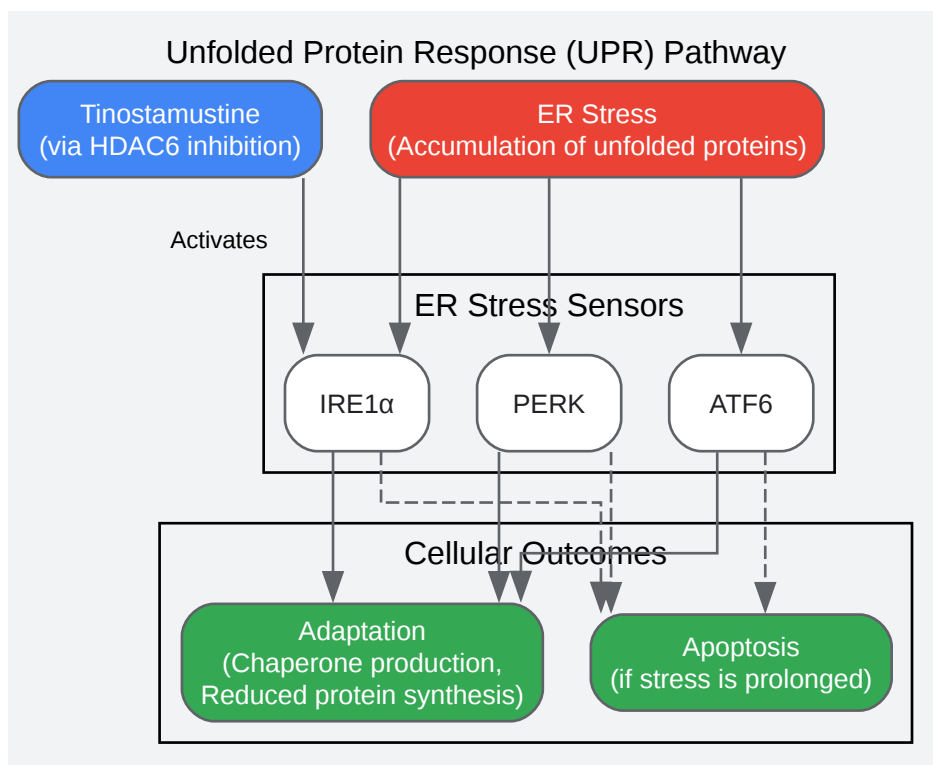 Unfolded Protein Response (UPR) Pathway
Tinostamustine
(via HDAC6 inhibition)
ER Stress
(Accumulation of unfolded proteins)
Activates
ER Stress Sensors
IRE1α
PERK
ATF6
Cellular Outcomes
Adaptation
(Chaperone production,
Reduced protein synthesis)
Apoptosis
(if stress is prolonged)